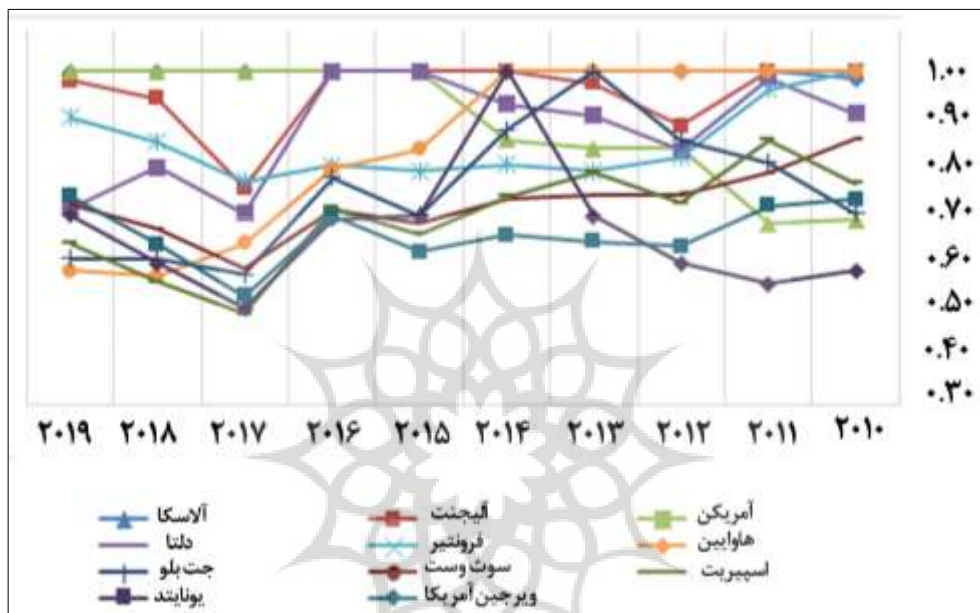 ۱.۰۰
۰.۹۰
۰.۸۰
۰.۷۰
۰.۶۰
۰.۵۰
۰.۴۰
۰.۳۰
۲۰۱۹ ۲۰۱۸ ۲۰۱۷ ۲۰۱۶ ۲۰۱۵ ۲۰۱۴ ۲۰۱۳ ۲۰۱۲ ۲۰۱۱ ۲۰۱۰
آمریکن آلیجنت آلاسکا
هاوایین فرونتیر دلتا
اسپیریت سوث وست جت بلو
ویرجین آمریکا یونایتد